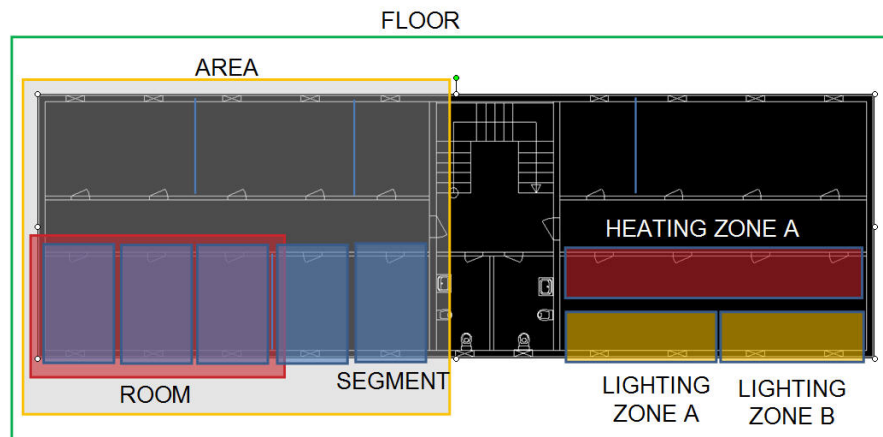 FLOOR
AREA
HEATING ZONE A
ROOM
SEGMENT
LIGHTING
ZONE A
LIGHTING
ZONE B